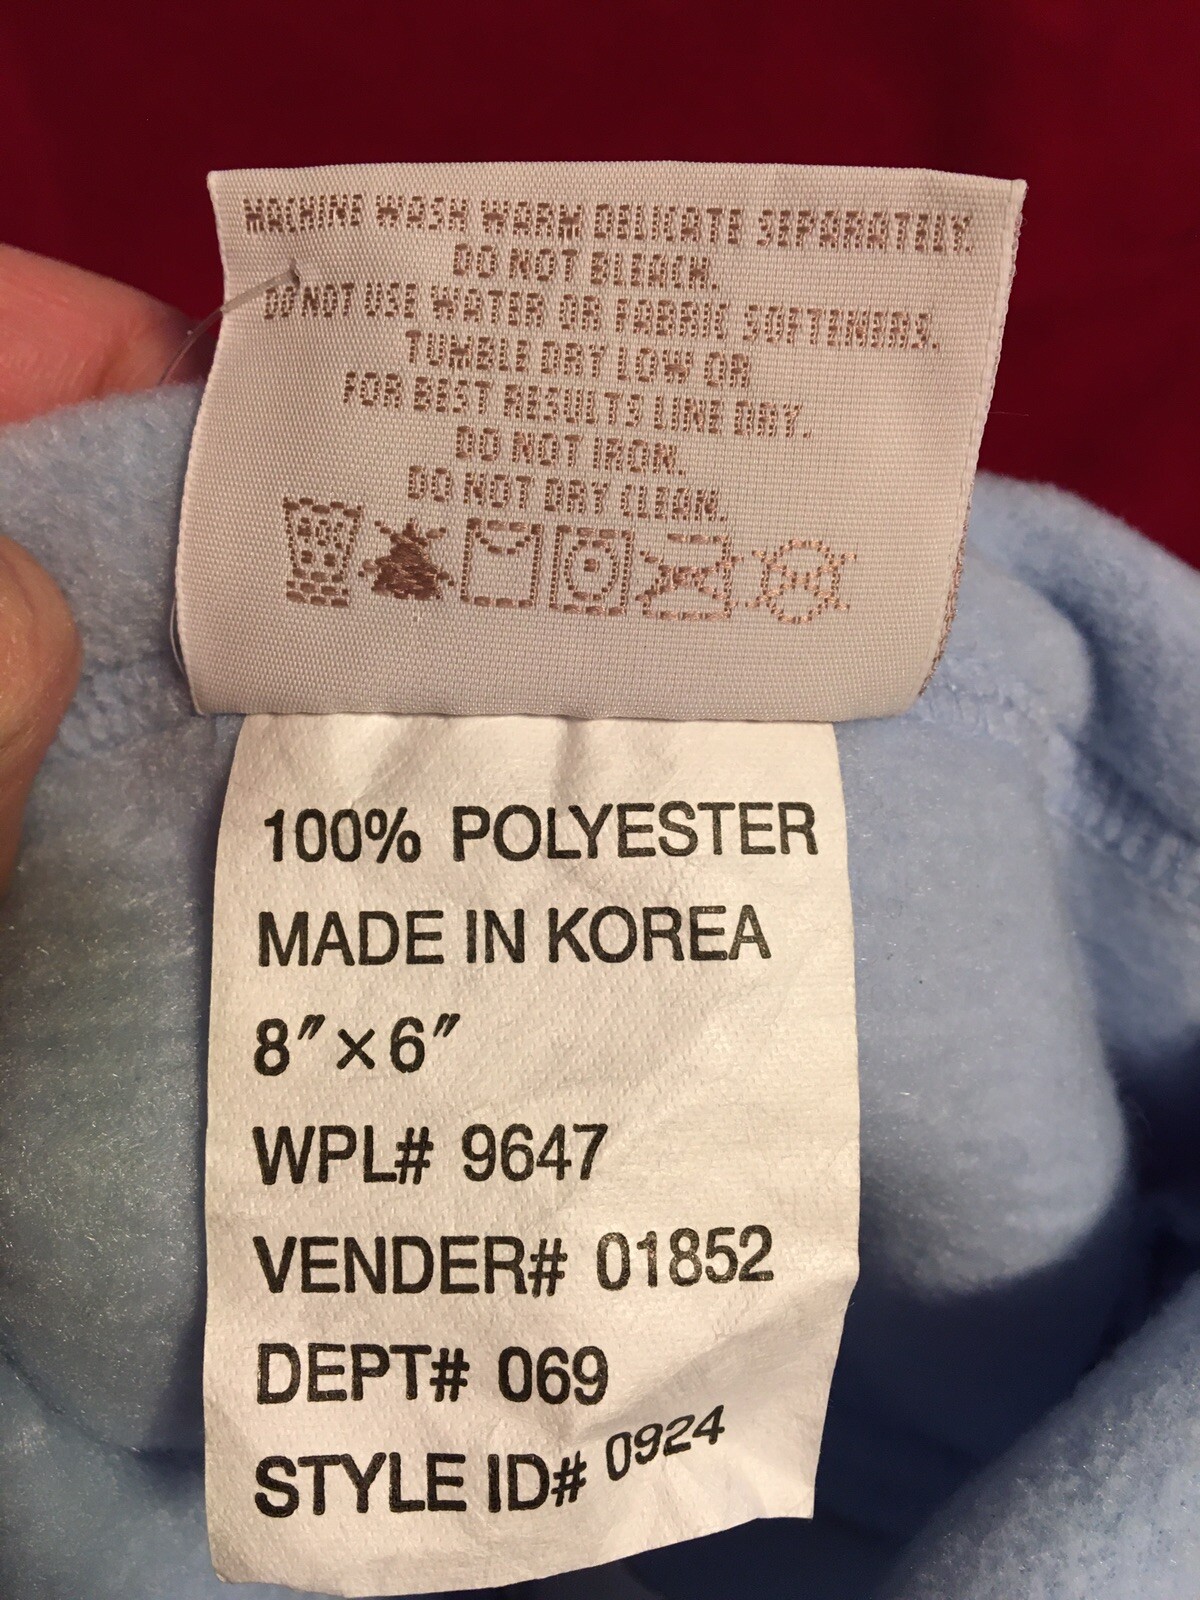 MACHINE WASH WARM DELICATE SEPARATELY.
DO NOT BLEACH.
DO NOT USE WATER OR FABRIC SOFTENERS.
TUMBLE DRY LOW OR
FOR BEST RESULTS LINE DRY.
DO NOT IRON.
DO NOT DRY CLEAN.
100% POLYESTER
MADE IN KOREA
8"×6"
WPL# 9647
VENDER# 01852
DEPT# 069
STYLE ID# 0924